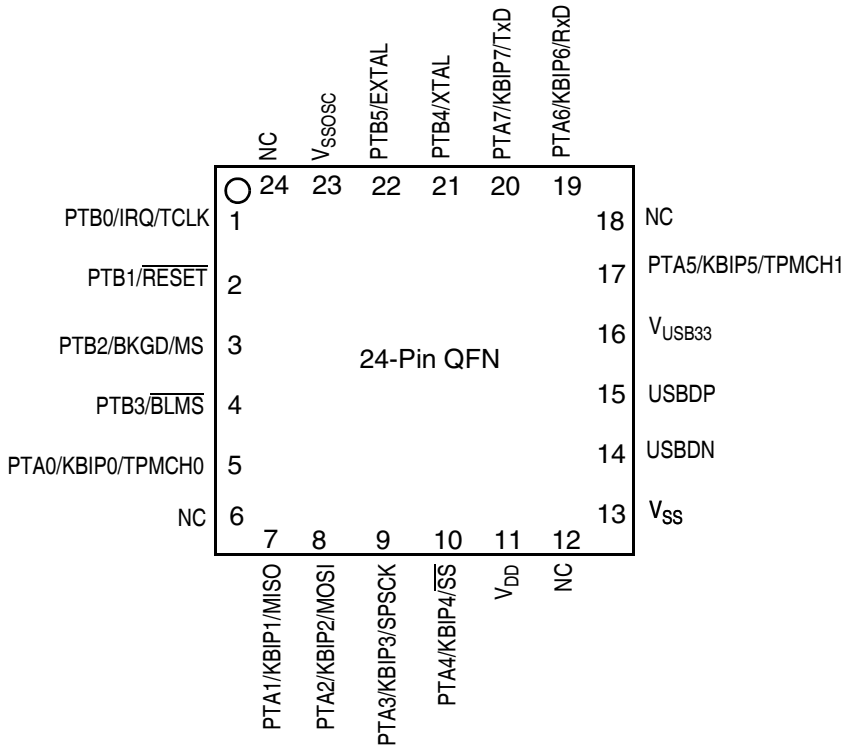 NC
VSSOSC
PTB5/EXTAL
PTB4/XTAL
PTA7/KBIP7/TxD
PTA6/KBIP6/RxD
24
23
22
21
20
19
PTB0/IRQ/TCLK
1
18
NC
PTB1/RESET
2
17
PTA5/KBIP5/TPMCH1
PTB2/BKGD/MS
3
24-Pin QFN
16
VUSB33
PTB3/BLMS
4
15
USBDP
PTA0/KBIP0/TPMCH0
5
14
USBDN
NC
6
13
VSS
7
8
9
10
11
12
PTA1/KBIP1/MISO
PTA2/KBIP2/MOSI
PTA3/KBIP3/SPSCK
PTA4/KBIP4/SS
VDD
NC